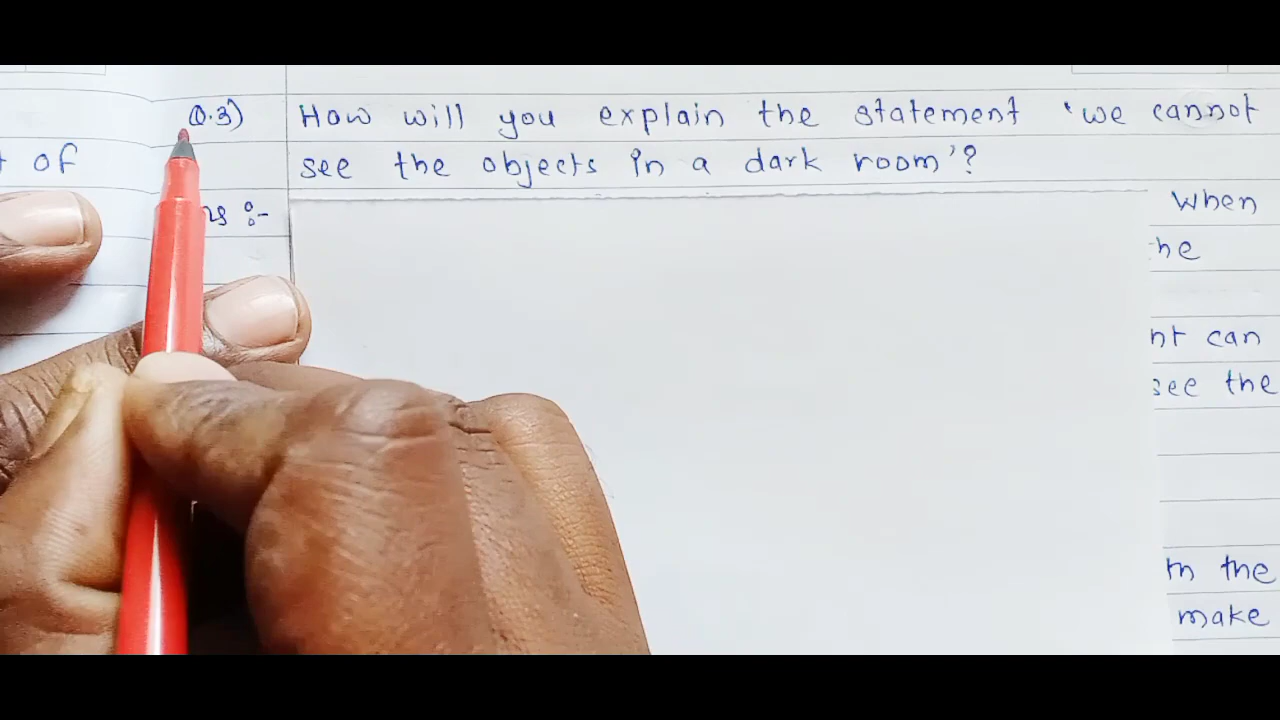 Q.3) How will you explain the statement 'we cannot
of see the objects in a dark room'?
ns :- When
he
nt can
see the
m the
make